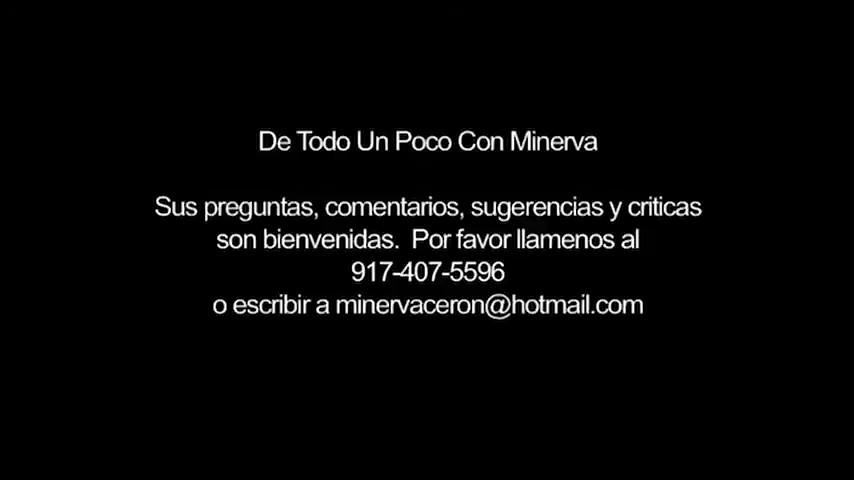 De Todo Un Poco Con Minerva
Sus preguntas, comentarios, sugerencias y criticas
son bienvenidas.  Por favor llamenos al
917-407-5596
o escribir a minervaceron@hotmail.com